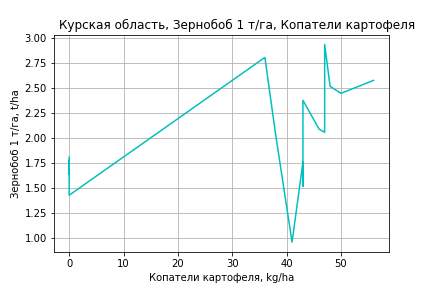 Курская область, Зернобоб 1 т/га, Копатели картофеля
3.00
2.75
2.50
2.25
2.00
1.75
1.50
1.25
1.00
Зернобоб 1 т/га, t/ha
0 10 20 30 40 50
Копатели картофеля, kg/ha